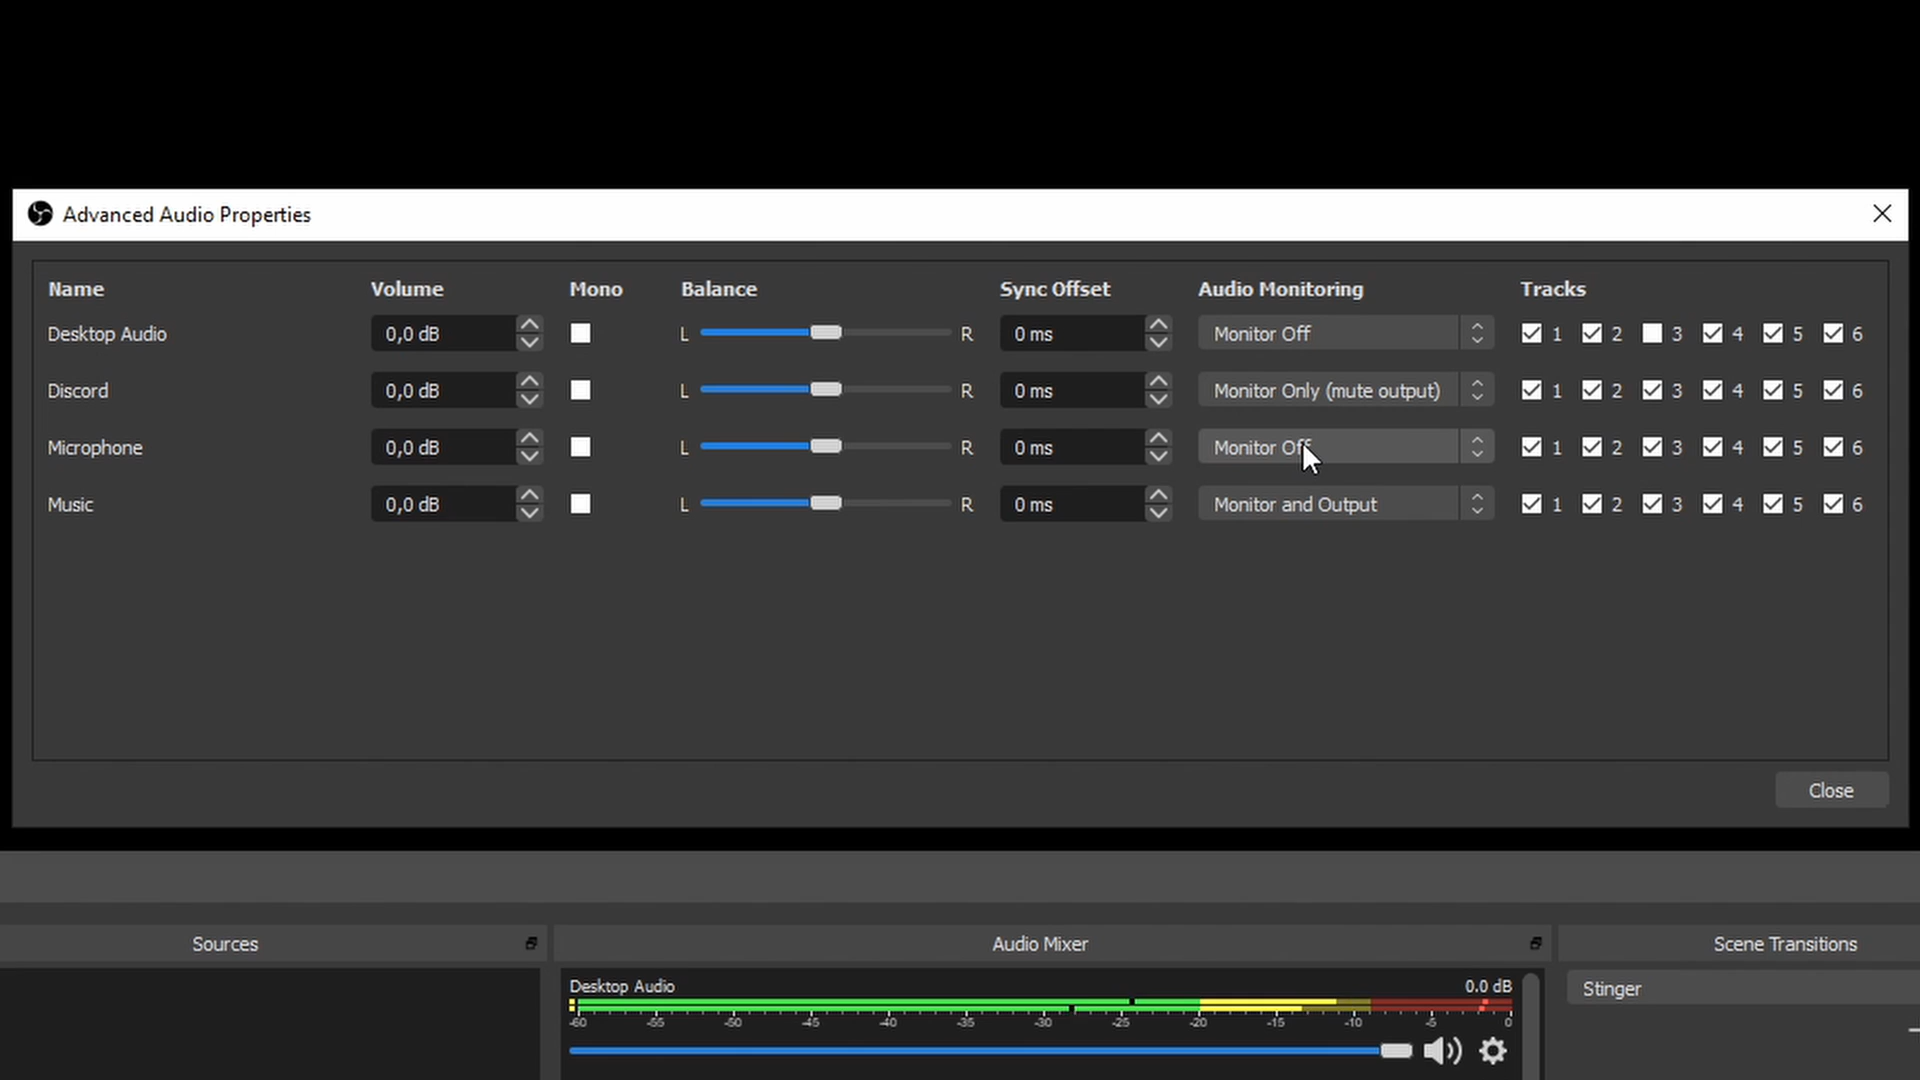 Advanced Audio Properties
Name Volume Mono Balance Sync Offset Audio Monitoring Tracks
Desktop Audio 0,0 dB L R 0 ms Monitor Off 1 2 3 4 5 6
Discord 0,0 dB L R 0 ms Monitor Only (mute output) 1 2 3 4 5 6
Microphone 0,0 dB L R 0 ms Monitor Off 1 2 3 4 5 6
Music 0,0 dB L R 0 ms Monitor and Output 1 2 3 4 5 6
Close
Sources Audio Mixer Scene Transitions
Desktop Audio 0.0 dB
Stinger
-60 -55 -50 -45 -40 -35 -30 -25 -20 -15 -10 -5 0